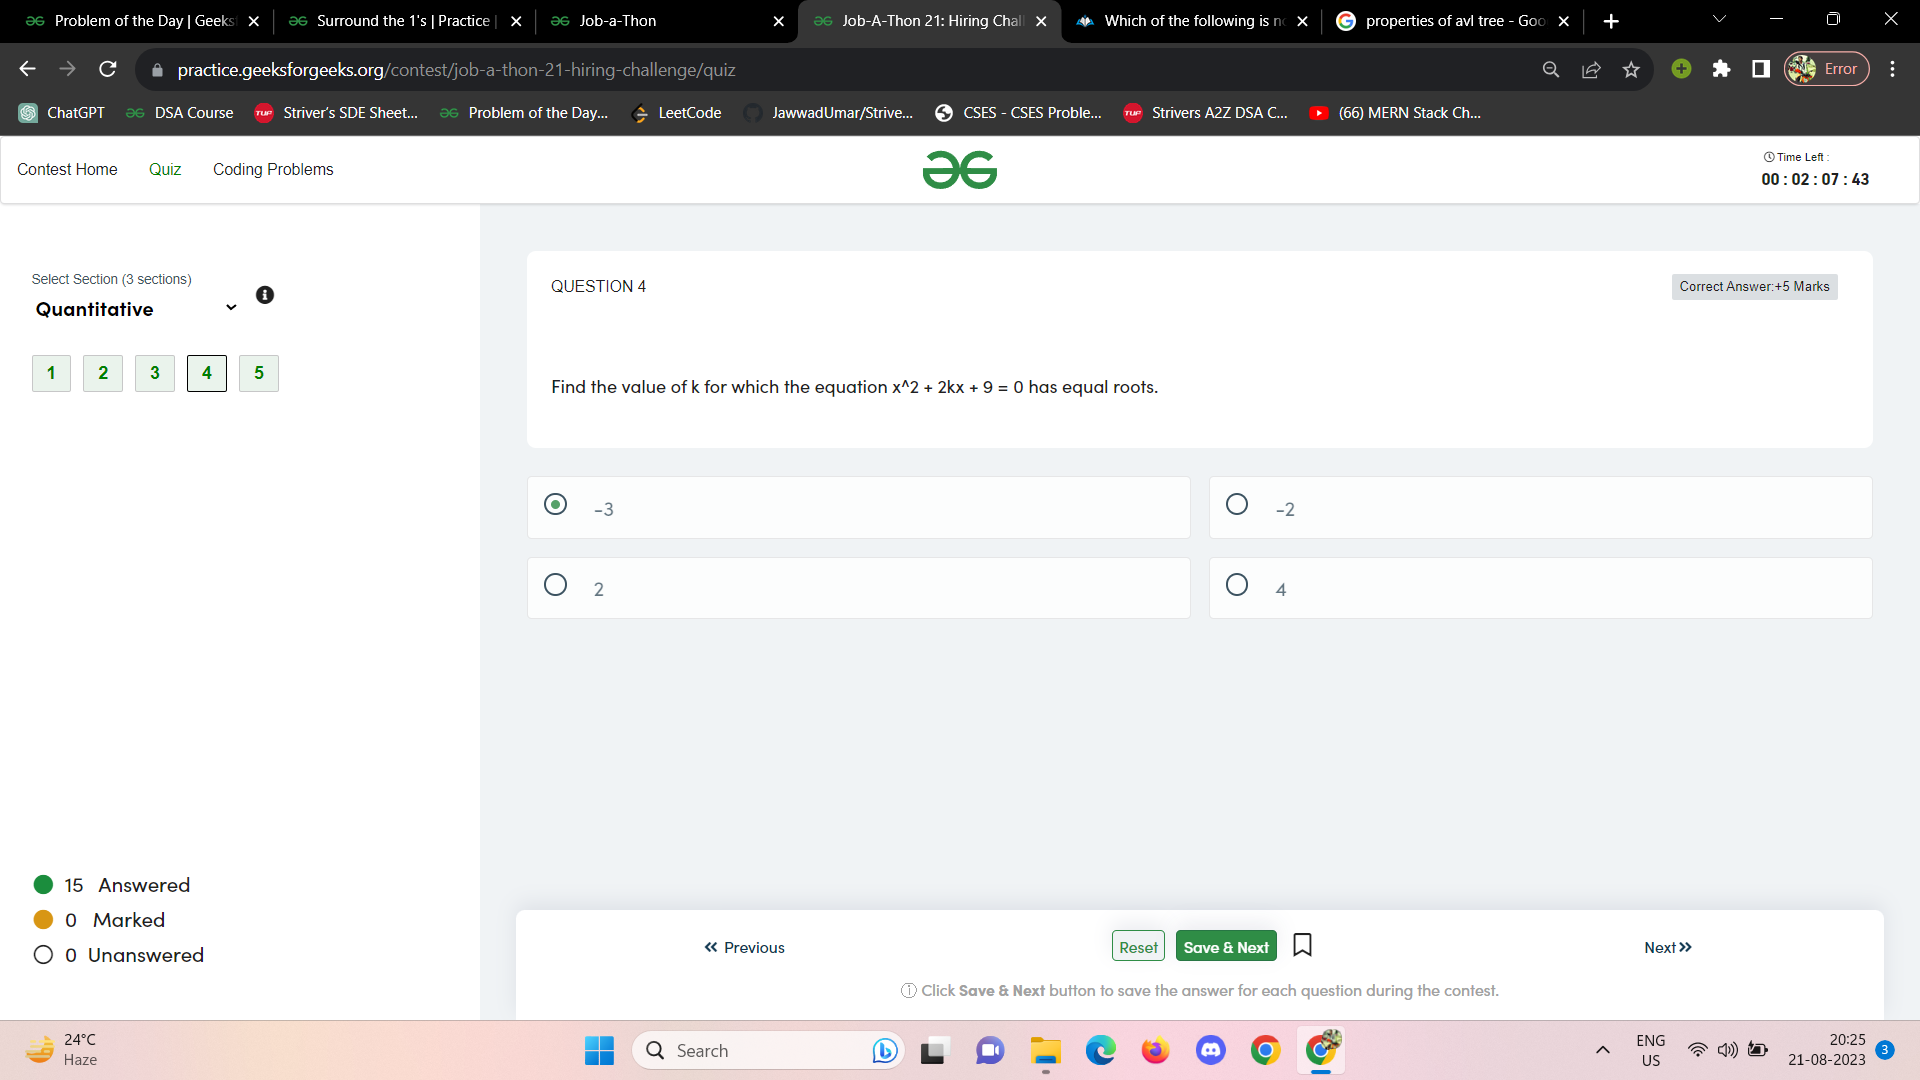 Problem of the Day | Geeks
Surround the 1's | Practice |
Job-a-Thon
Job-A-Thon 21: Hiring Chall
Which of the following is n
properties of avl tree - Goo
practice.geeksforgeeks.org/contest/job-a-thon-21-hiring-challenge/quiz
Error
ChatGPT
DSA Course
Striver's SDE Sheet...
Problem of the Day...
LeetCode
JawwadUmar/Strive...
CSES - CSES Proble...
Strivers A2Z DSA C...
(66) MERN Stack Ch...
Contest Home
Quiz
Coding Problems
Time Left :
00 : 02 : 07 : 43
Select Section (3 sections)
Quantitative
1 2 3 4 5
QUESTION 4
Correct Answer:+5 Marks
Find the value of k for which the equation x^2 + 2kx + 9 = 0 has equal roots.
-3
-2
2
4
15 Answered
0 Marked
0 Unanswered
Previous
Reset
Save & Next
Next
Click Save & Next button to save the answer for each question during the contest.
24°C
Haze
Search
ENG
US
20:25
21-08-2023
3